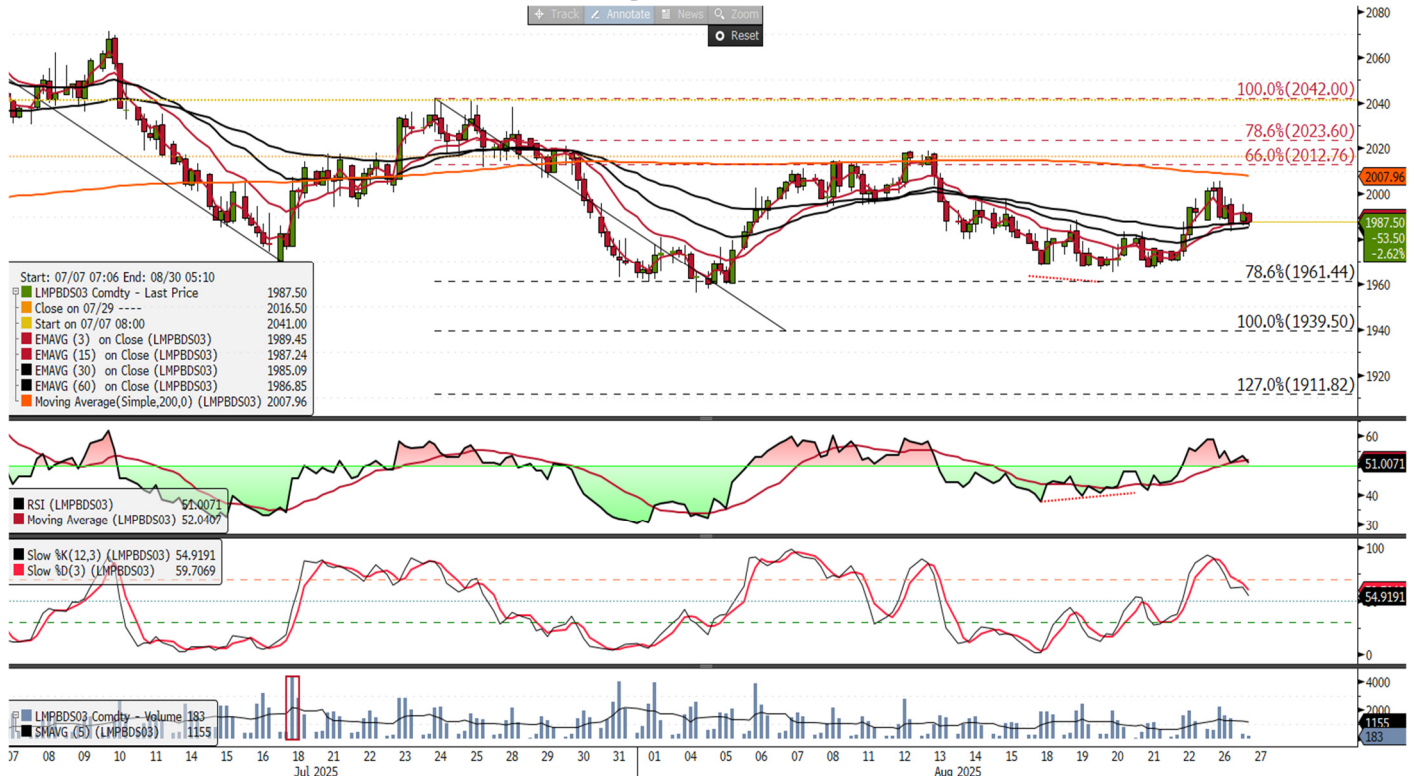 Track Annotate News Zoom
Reset
2080
2060
2040
2020
2000
1980
1960
1940
1920
100.0%(2042.00)
78.6%(2023.60)
66.0%(2012.76)
78.6%(1961.44)
100.0%(1939.50)
127.0%(1911.82)
2007.96
1987.50
-53.50
-2.62%
Start: 07/07 07:06 End: 08/30 05:10
LMPBDS03 Comdty - Last Price 1987.50
Close on 07/29 ---- 2016.50
Start on 07/07 08:00 2041.00
EMAVG (3) on Close (LMPBDS03) 1989.45
EMAVG (15) on Close (LMPBDS03) 1987.24
EMAVG (30) on Close (LMPBDS03) 1985.09
EMAVG (60) on Close (LMPBDS03) 1986.85
Moving Average(Simple,200,0) (LMPBDS03) 2007.96
60
51.0071
40
30
RSI (LMPBDS03) 51.0071
Moving Average (LMPBDS03) 52.0407
Slow %K(12,3) (LMPBDS03) 54.9191
Slow %D(3) (LMPBDS03) 59.7069
100
54.9191
0
LMPBDS03 Comdty - Volume 183
SMAVG (5) (LMPBDS03) 1155
4000
2000
1155
183
07 08 09 10 11 14 15 16 17 18 21 22 23 24 25 28 29 30 31 01 04 05 06 07 08 11 12 13 14 15 18 19 20 21 22 26 27
Jul 2025 Aug 2025